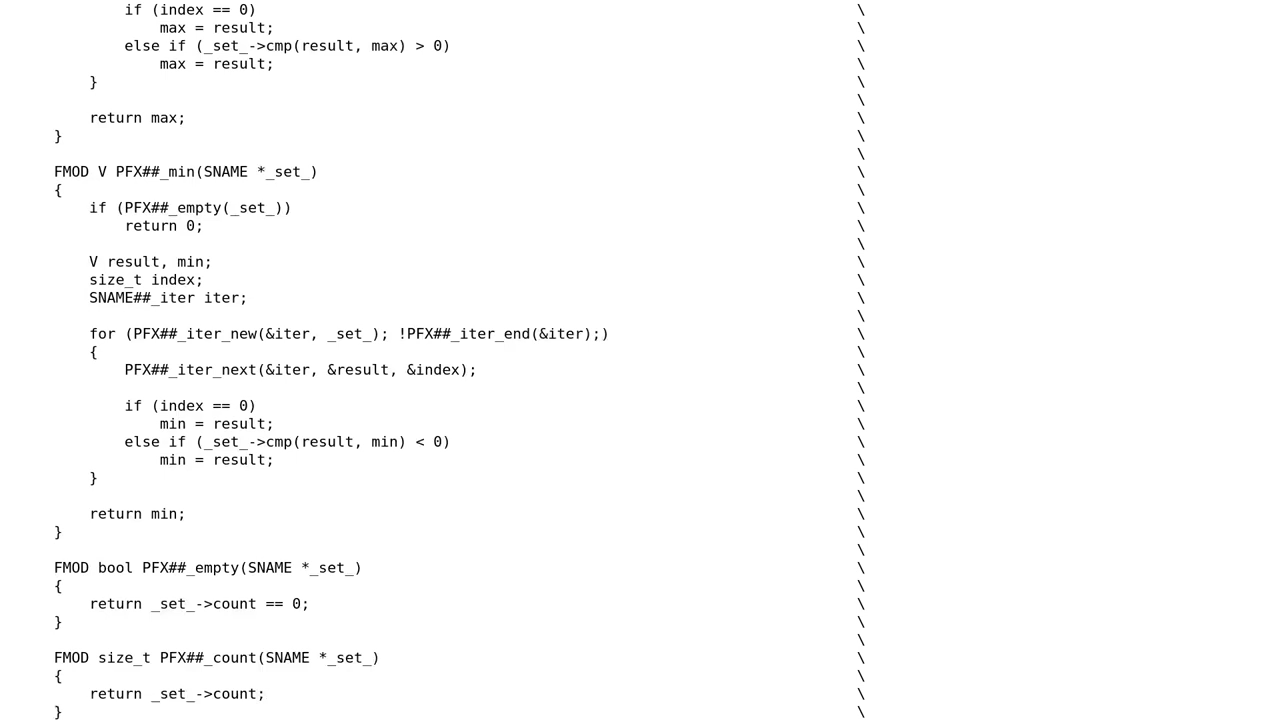 if (index == 0)                                                                    \
                max = result;                                                                  \
            else if (_set_->cmp(result, max) > 0)                                              \
                max = result;                                                                  \
        }                                                                                      \
                                                                                               \
        return max;                                                                            \
    }                                                                                          \
                                                                                               \
    FMOD V PFX##_min(SNAME *_set_)                                                             \
    {                                                                                          \
        if (PFX##_empty(_set_))                                                                \
            return 0;                                                                          \
                                                                                               \
        V result, min;                                                                         \
        size_t index;                                                                          \
        SNAME##_iter iter;                                                                     \
                                                                                               \
        for (PFX##_iter_new(&iter, _set_); !PFX##_iter_end(&iter);)                            \
        {                                                                                      \
            PFX##_iter_next(&iter, &result, &index);                                           \
                                                                                               \
            if (index == 0)                                                                    \
                min = result;                                                                  \
            else if (_set_->cmp(result, min) < 0)                                              \
                min = result;                                                                  \
        }                                                                                      \
                                                                                               \
        return min;                                                                            \
    }                                                                                          \
                                                                                               \
    FMOD bool PFX##_empty(SNAME *_set_)                                                        \
    {                                                                                          \
        return _set_->count == 0;                                                              \
    }                                                                                          \
                                                                                               \
    FMOD size_t PFX##_count(SNAME *_set_)                                                      \
    {                                                                                          \
        return _set_->count;                                                                   \
    }                                                                                          \